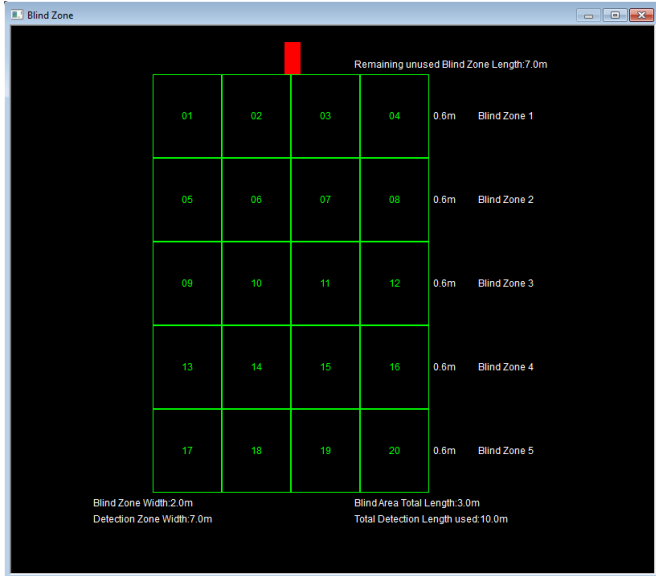 Blind Zone
Remaining unused Blind Zone Length:7.0m
01 02 03 04 0.6m Blind Zone 1
05 06 07 08 0.6m Blind Zone 2
09 10 11 12 0.6m Blind Zone 3
13 14 15 16 0.6m Blind Zone 4
17 18 19 20 0.6m Blind Zone 5
Blind Zone Width:2.0m Blind Area Total Length:3.0m
Detection Zone Width:7.0m Total Detection Length used:10.0m